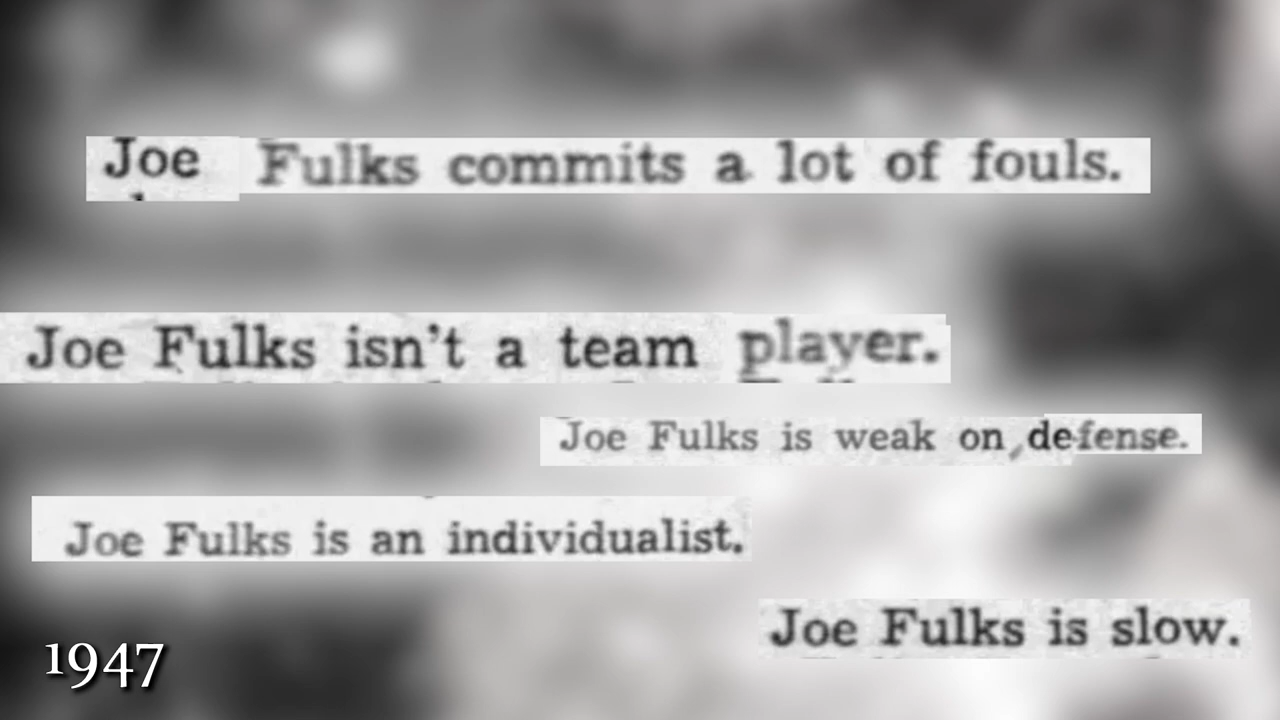 Joe Fulks commits a lot of fouls.
Joe Fulks isn't a team player.
Joe Fulks is weak on defense.
Joe Fulks is an individualist.
Joe Fulks is slow.
1947